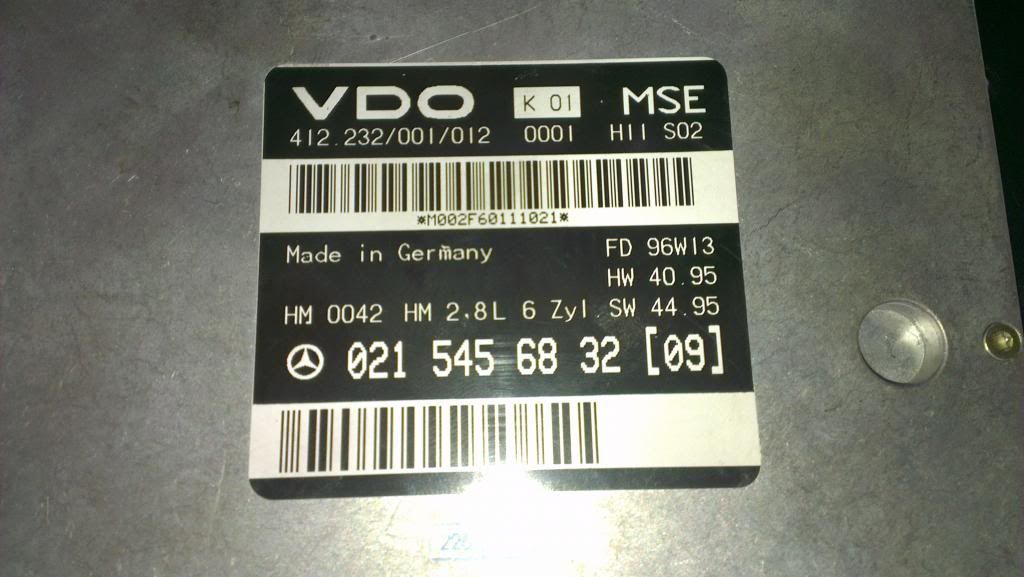 VDO K 01 MSE
412.232/001/012 0001 H11 S02
*M002F60111021*
Made in Germany FD 96W13
HW 40.95
HM 0042 HM 2.8L 6 Zyl. SW 44.95
021 545 68 32 [09]